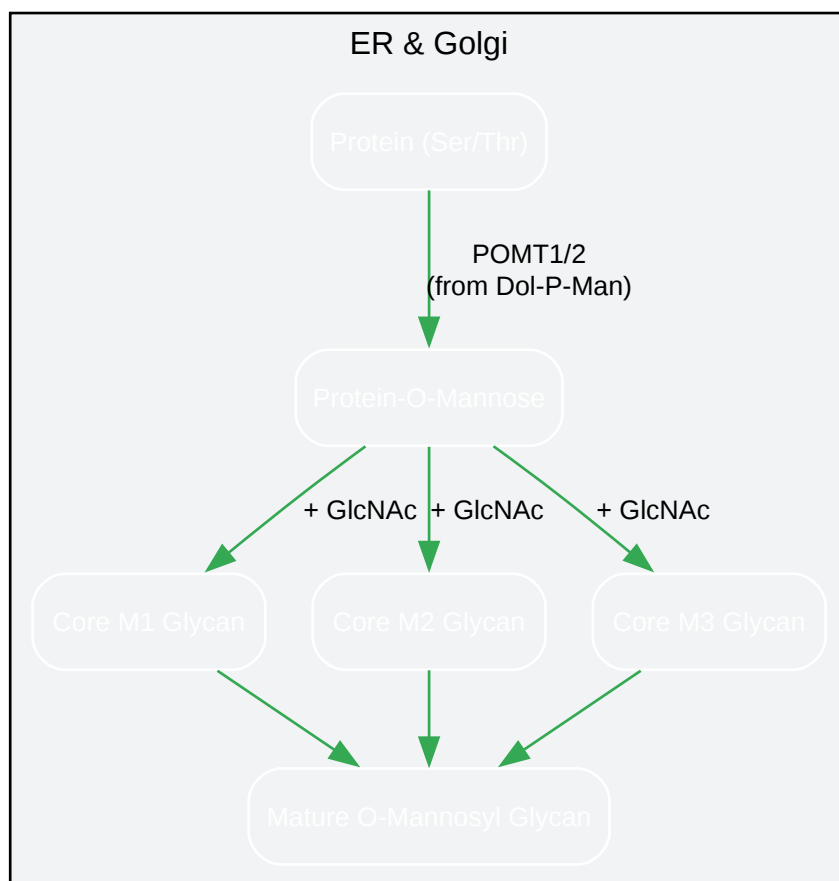 ER & Golgi
Protein (Ser/Thr)
POMT1/2
(from Dol-P-Man)
Protein-O-Mannose
+ GlcNAc + GlcNAc + GlcNAc
Core M1 Glycan Core M2 Glycan Core M3 Glycan
Mature O-Mannosyl Glycan